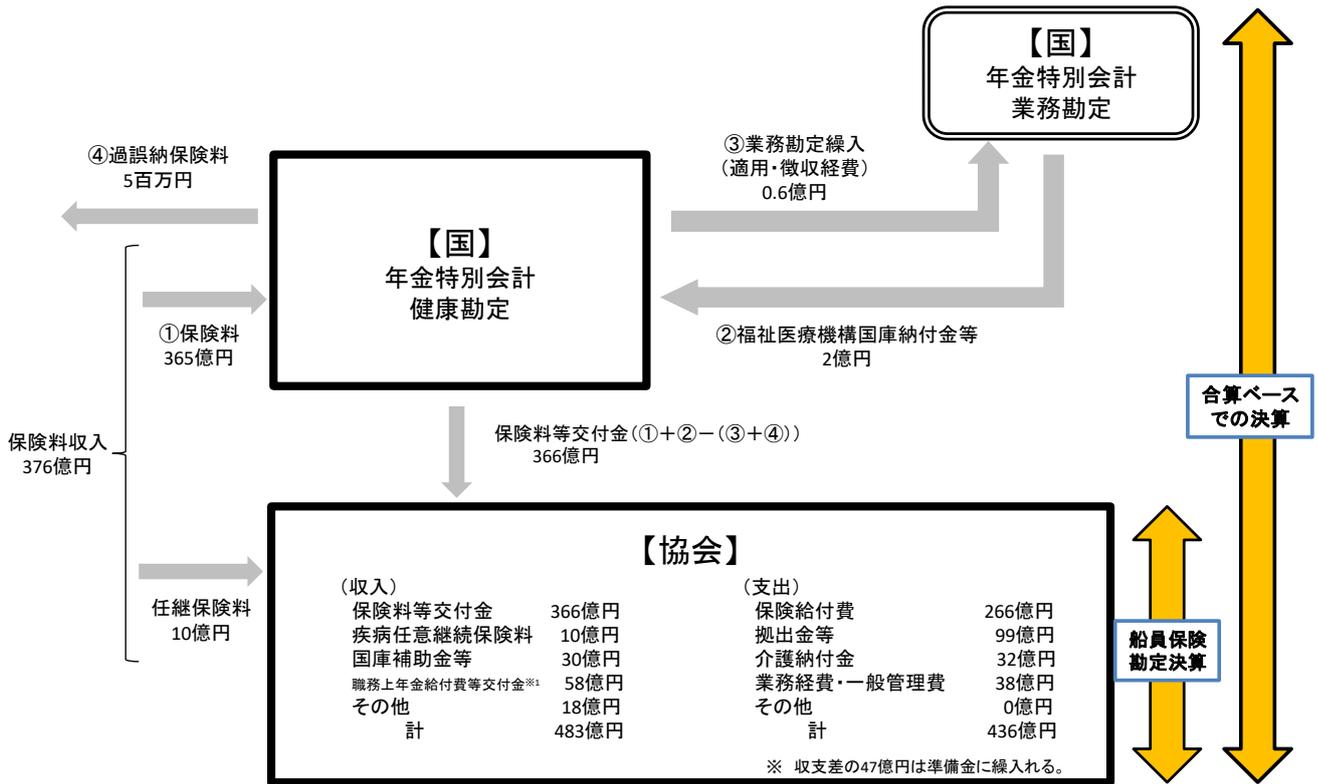 【国】
年金特別会計
業務勘定
④過誤納保険料
5百万円
③業務勘定繰入
（適用・徴収経費）
0.6億円
【国】
年金特別会計
健康勘定
①保険料
365億円
②福祉医療機構国庫納付金等
2億円
合算ベース
での決算
保険料等交付金（①＋②－（③＋④））
366億円
保険料収入
376億円
任継保険料
10億円
【協会】
（収入）
保険料等交付金 366億円
疾病任意継続保険料 10億円
国庫補助金等 30億円
職務上年金給付費等交付金※1 58億円
その他 18億円
計 483億円
（支出）
保険給付費 266億円
拠出金等 99億円
介護納付金 32億円
業務経費・一般管理費 38億円
その他 0億円
計 436億円
※ 収支差の47億円は準備金に繰入れる。
船員保険
勘定決算